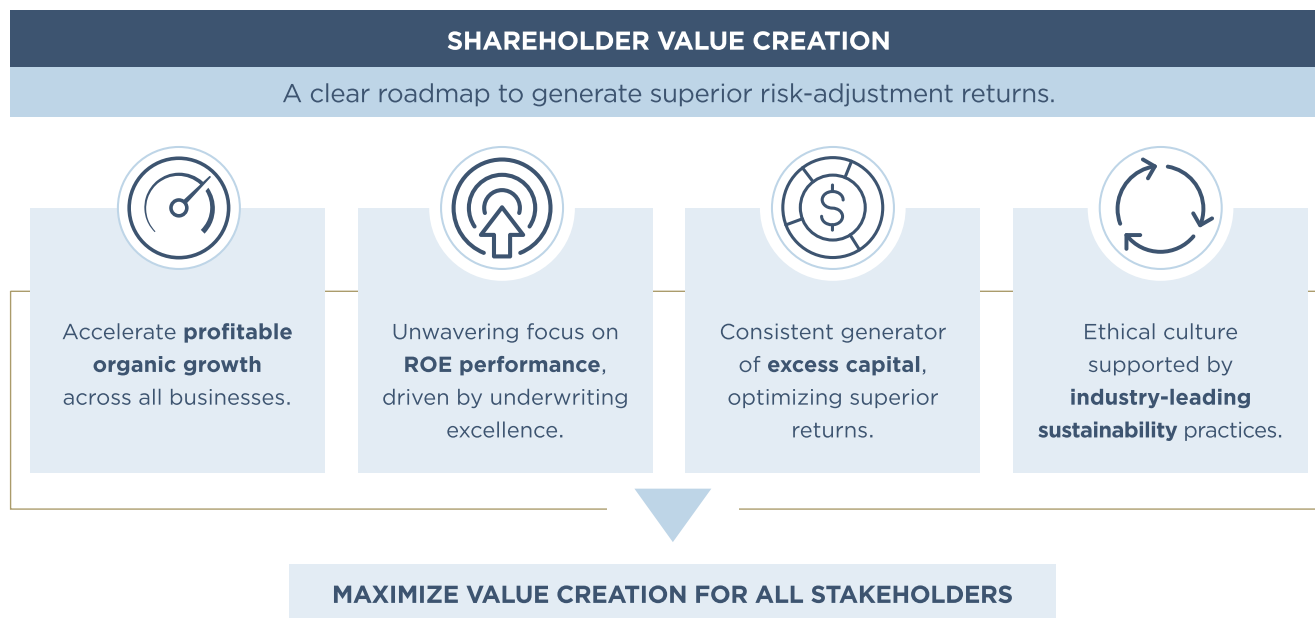 SHAREHOLDER VALUE CREATION
A clear roadmap to generate superior risk-adjustment returns.
Accelerate profitable
organic growth
across all businesses.
Unwavering focus on
ROE performance,
driven by underwriting
excellence.
$
Consistent generator
of excess capital,
optimizing superior
returns.
Ethical culture
supported by
industry-leading
sustainability practices.
MAXIMIZE VALUE CREATION FOR ALL STAKEHOLDERS